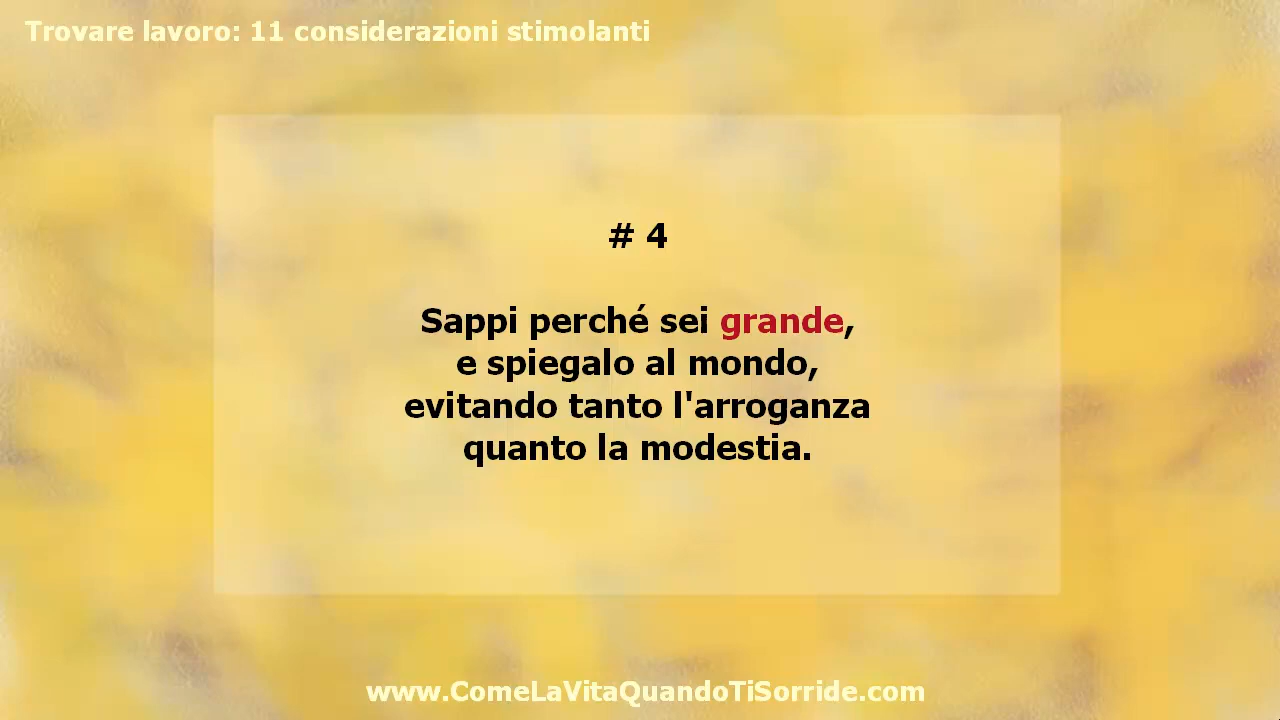 Trovare lavoro: 11 considerazioni stimolanti
# 4
Sappi perché sei grande,
e spiegalo al mondo,
evitando tanto l'arroganza
quanto la modestia.
www.ComeLaVitaQuandoTiSorride.com